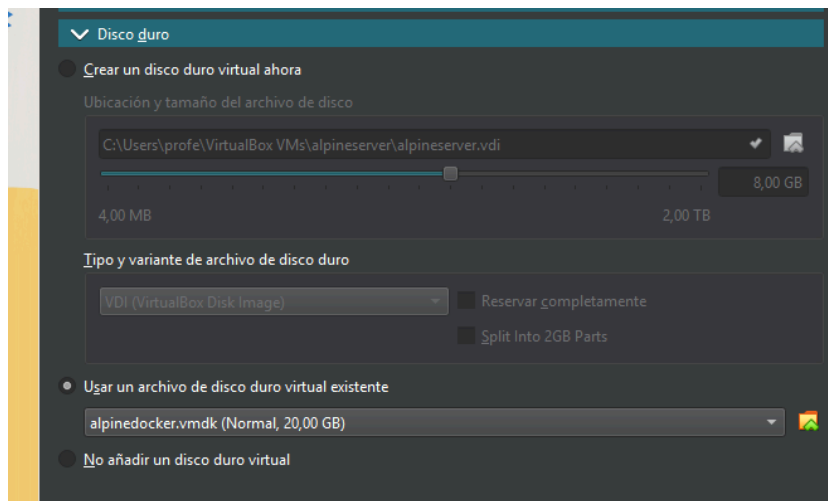 Disco duro
Crear un disco duro virtual ahora
Ubicación y tamaño del archivo de disco
C:\Users\profe\VirtualBox VMs\alpineserver\alpineserver.vdi
8,00 GB
4,00 MB 2,00 TB
Tipo y variante de archivo de disco duro
VDI (VirtualBox Disk Image) Reservar completamente
Split Into 2GB Parts
Usar un archivo de disco duro virtual existente
alpinedocker.vmdk (Normal, 20,00 GB)
No añadir un disco duro virtual